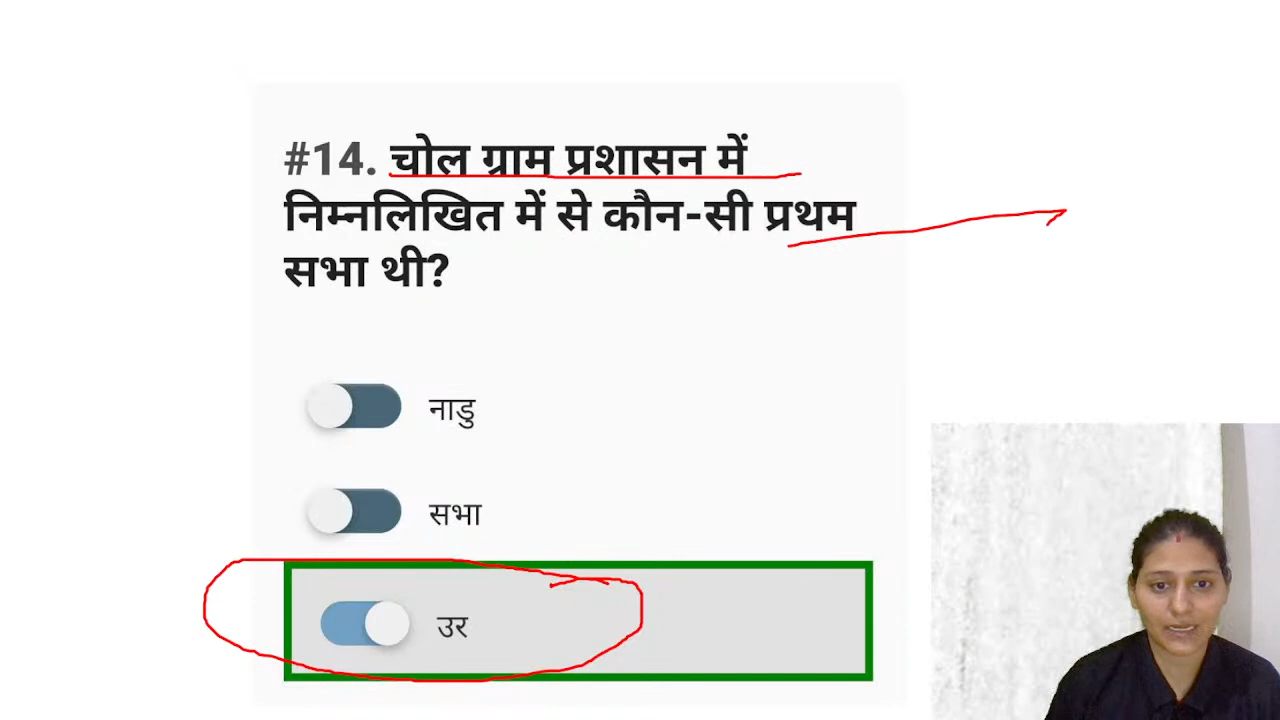 #14. चोल ग्राम प्रशासन में
निम्नलिखित में से कौन-सी प्रथम
सभा थी?
नाडु
सभा
उर